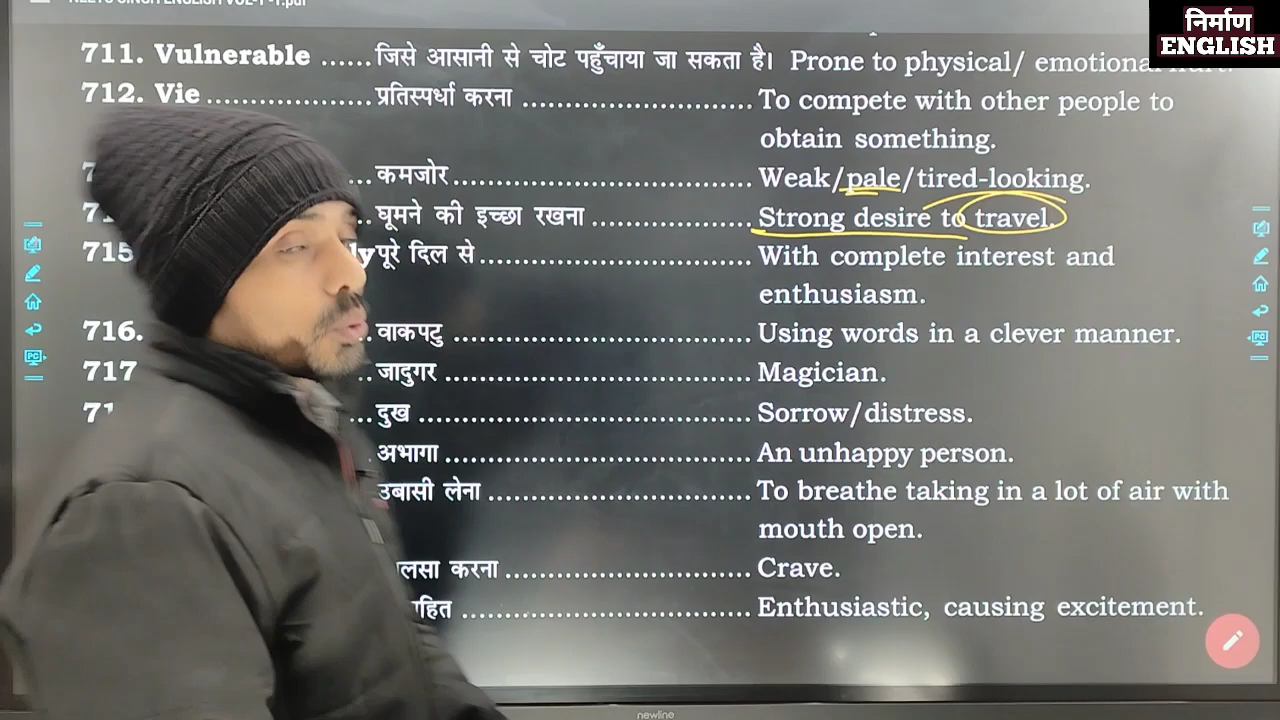 निर्माण
ENGLISH
711. Vulnerable ......जिसे आसानी से चोट पहुँचाया जा सकता है। Prone to physical/ emotional
712. Vie.....................प्रतिस्पर्धा करना .............................To compete with other people to
obtain something.
..कमजोर.....................................Weak/pale/tired-looking.
..घूमने की इच्छा रखना ....................Strong desire to travel.
715 पूरे दिल से..................................With complete interest and
enthusiasm.
716. वाकपटु .......................................Using words in a clever manner.
717 ..जादुगर .......................................Magician.
..दुख ...........................................Sorrow/distress.
.अभागा .......................................An unhappy person.
उबासी लेना .................................To breathe taking in a lot of air with
mouth open.
करना ...............................Crave.
.....................................Enthusiastic, causing excitement.
newline